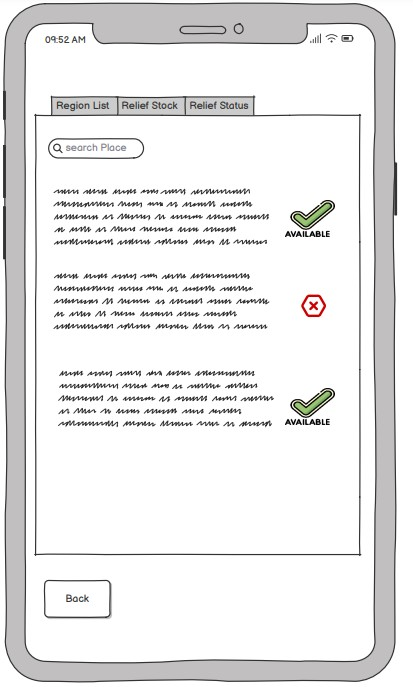 09:52 AM
Region List Relief Stock Relief Status
search Place
AVAILABLE
AVAILABLE
Back